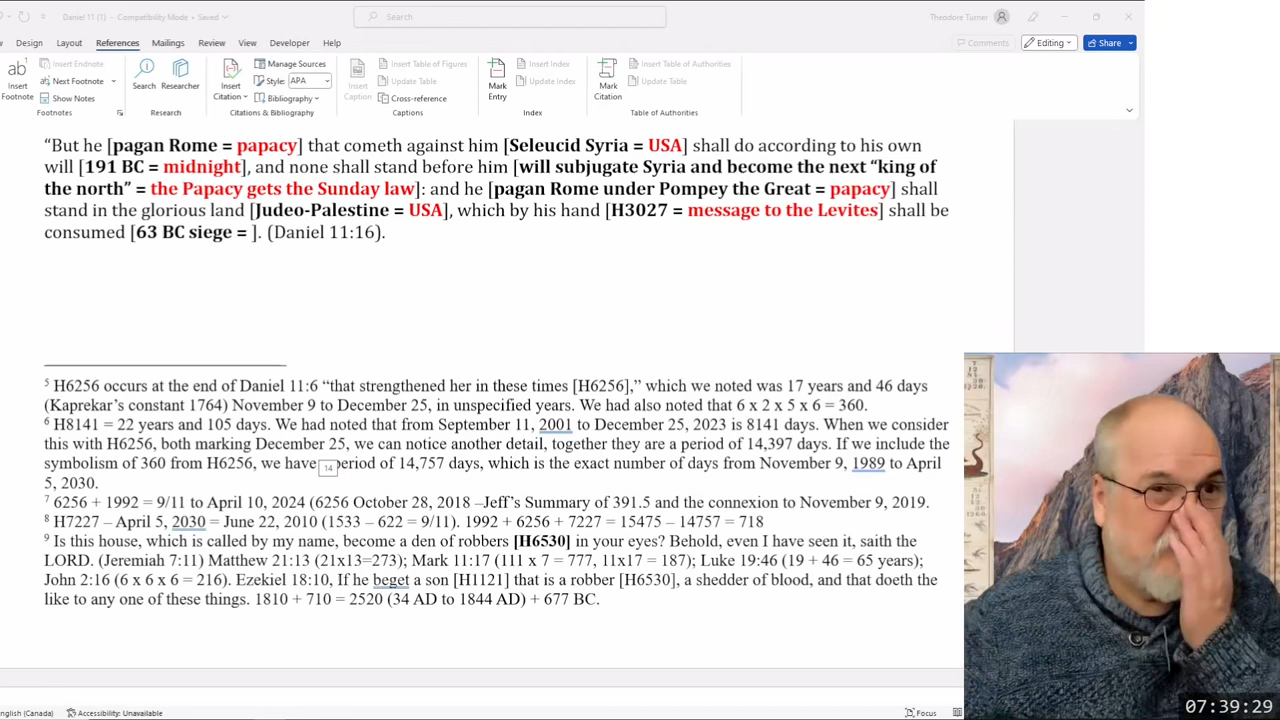 Daniel 11 (1) - Compatibility Mode • Saved
Search
Theodore Turner
Design Layout References Mailings Review View Developer Help
Comments Editing Share
ab
Insert Footnote
Insert Endnote
Next Footnote
Show Notes
Footnotes
Search
Researcher
Research
Insert Citation
Manage Sources
Style: APA
Bibliography
Citations & Bibliography
Insert Caption
Insert Table of Figures
Update Table
Cross-reference
Captions
Mark Entry
Insert Index
Update Index
Index
Mark Citation
Insert Table of Authorities
Update Table
Table of Authorities
“But he [pagan Rome = papacy] that cometh against him [Seleucid Syria = USA] shall do according to his own
will [191 BC = midnight], and none shall stand before him [will subjugate Syria and become the next “king of
the north” = the Papacy gets the Sunday law]: and he [pagan Rome under Pompey the Great = papacy] shall
stand in the glorious land [Judeo-Palestine = USA], which by his hand [H3027 = message to the Levites] shall be
consumed [63 BC siege = ]. (Daniel 11:16).
5 H6256 occurs at the end of Daniel 11:6 “that strengthened her in these times [H6256],” which we noted was 17 years and 46 days
(Kaprekar’s constant 1764) November 9 to December 25, in unspecified years. We had also noted that 6 x 2 x 5 x 6 = 360.
6 H8141 = 22 years and 105 days. We had noted that from September 11, 2001 to December 25, 2023 is 8141 days. When we consider
this with H6256, both marking December 25, we can notice another detail, together they are a period of 14,397 days. If we include the
symbolism of 360 from H6256, we have 14 period of 14,757 days, which is the exact number of days from November 9, 1989 to April
5, 2030.
7 6256 + 1992 = 9/11 to April 10, 2024 (6256 October 28, 2018 –Jeff’s Summary of 391.5 and the connexion to November 9, 2019.
8 H7227 – April 5, 2030 = June 22, 2010 (1533 – 622 = 9/11). 1992 + 6256 + 7227 = 15475 – 14757 = 718
9 Is this house, which is called by my name, become a den of robbers [H6530] in your eyes? Behold, even I have seen it, saith the
LORD. (Jeremiah 7:11) Matthew 21:13 (21x13=273); Mark 11:17 (111 x 7 = 777, 11x17 = 187); Luke 19:46 (19 + 46 = 65 years);
John 2:16 (6 x 6 x 6 = 216). Ezekiel 18:10, If he beget a son [H1121] that is a robber [H6530], a shedder of blood, and that doeth the
like to any one of these things. 1810 + 710 = 2520 (34 AD to 1844 AD) + 677 BC.
07:39:29
nglish (Canada) Accessibility: Unavailable Focus